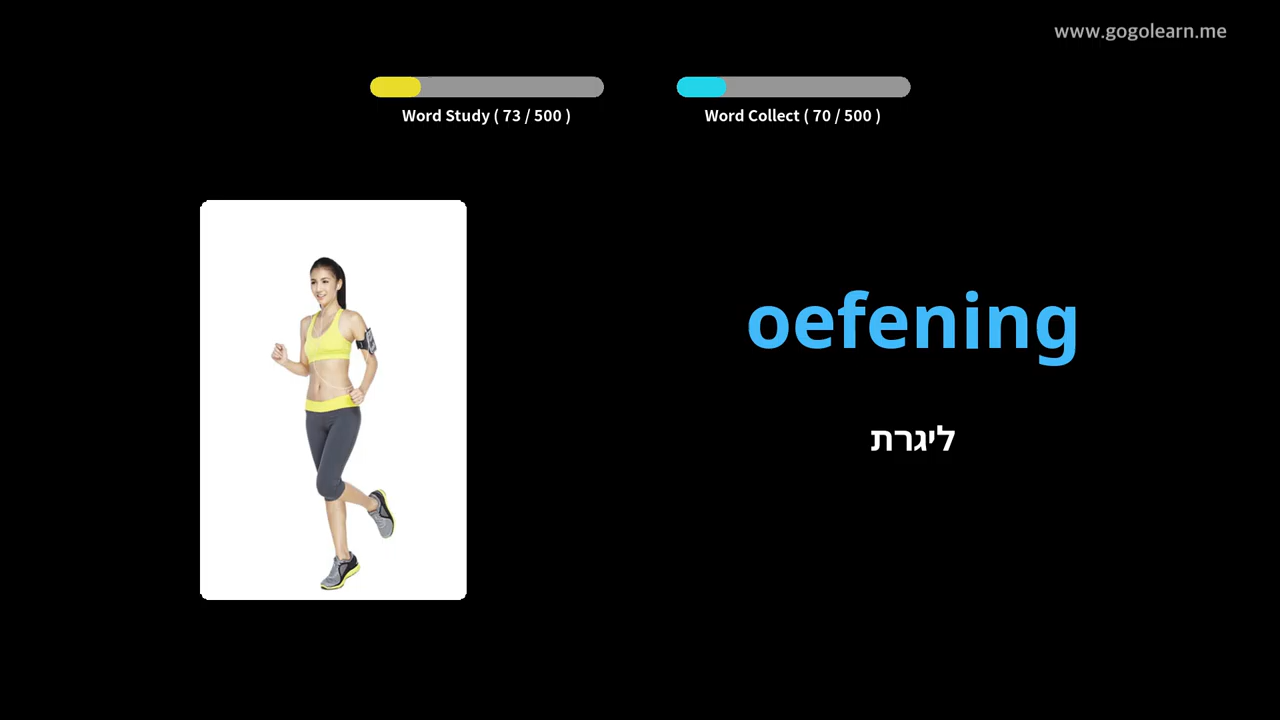 www.gogolearn.me
Word Study ( 73 / 500 )
Word Collect ( 70 / 500 )
oefening
ליגרת